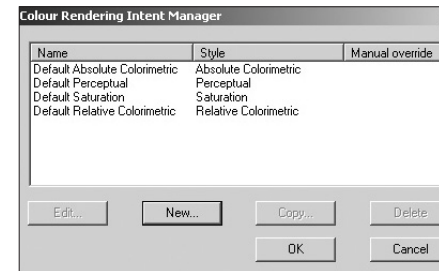 Colour Rendering Intent Manager
Name Style Manual override
Default Absolute Colorimetric Absolute Colorimetric
Default Perceptual Perceptual
Default Saturation Saturation
Default Relative Colorimetric Relative Colorimetric
Edit... New... Copy... Delete
OK Cancel